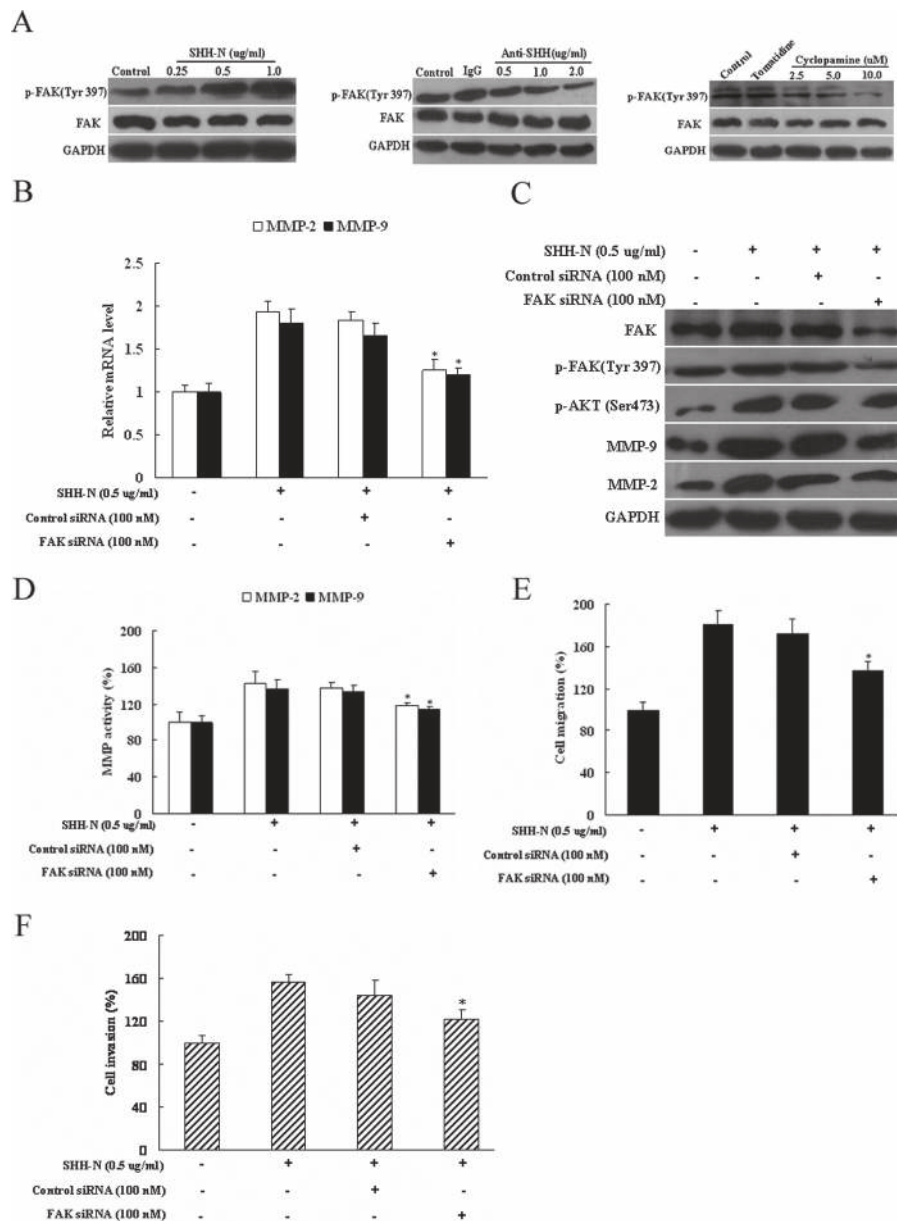 A
SHH-N (ug/ml)
Control 0.25 0.5 1.0
p-FAK(Tyr 397)
FAK
GAPDH
Anti-SHH(ug/ml)
Control IgG 0.5 1.0 2.0
p-FAK(Tyr 397)
FAK
GAPDH
Control Tomatidine Cyclopamine (uM)
2.5 5.0 10.0
p-FAK(Tyr 397)
FAK
GAPDH
B
MMP-2 MMP-9
Relative mRNA level
2.5
2
1.5
1
0.5
0
* *
SHH-N (0.5 ug/ml) - + + +
Control siRNA (100 nM) - - + -
FAK siRNA (100 nM) - - - +
C
SHH-N (0.5 ug/ml) - + + +
Control siRNA (100 nM) - - + -
FAK siRNA (100 nM) - - - +
FAK
p-FAK(Tyr 397)
p-AKT (Ser473)
MMP-9
MMP-2
GAPDH
D
MMP-2 MMP-9
MMP activity (%)
200
160
120
80
40
0
* *
SHH-N (0.5 ug/ml) - + + +
Control siRNA (100 nM) - - + -
FAK siRNA (100 nM) - - - +
E
Cell migration (%)
200
160
120
80
40
0
*
SHH-N (0.5 ug/ml) - + + +
Control siRNA (100 nM) - - + -
FAK siRNA (100 nM) - - - +
F
Cell invasion (%)
200
160
120
80
40
0
*
SHH-N (0.5 ug/ml) - + + +
Control siRNA (100 nM) - - + -
FAK siRNA (100 nM) - - - +